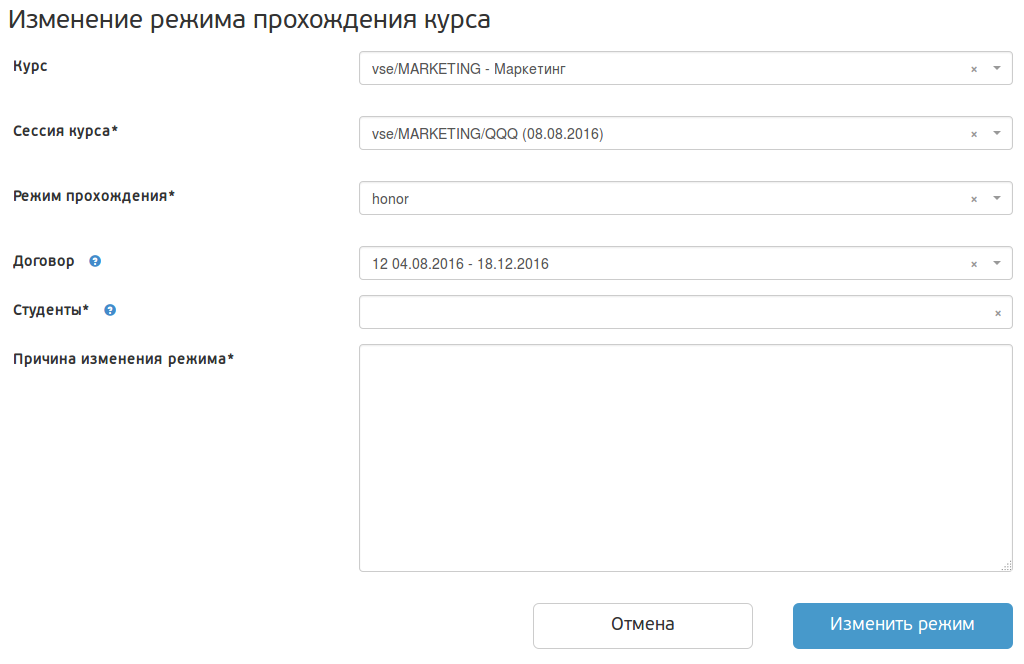 Изменение режима прохождения курса
Курс
vse/MARKETING - Маркетинг
Сессия курса*
vse/MARKETING/QQQ (08.08.2016)
Режим прохождения*
honor
Договор
12 04.08.2016 - 18.12.2016
Студенты*
Причина изменения режима*
Отмена
Изменить режим